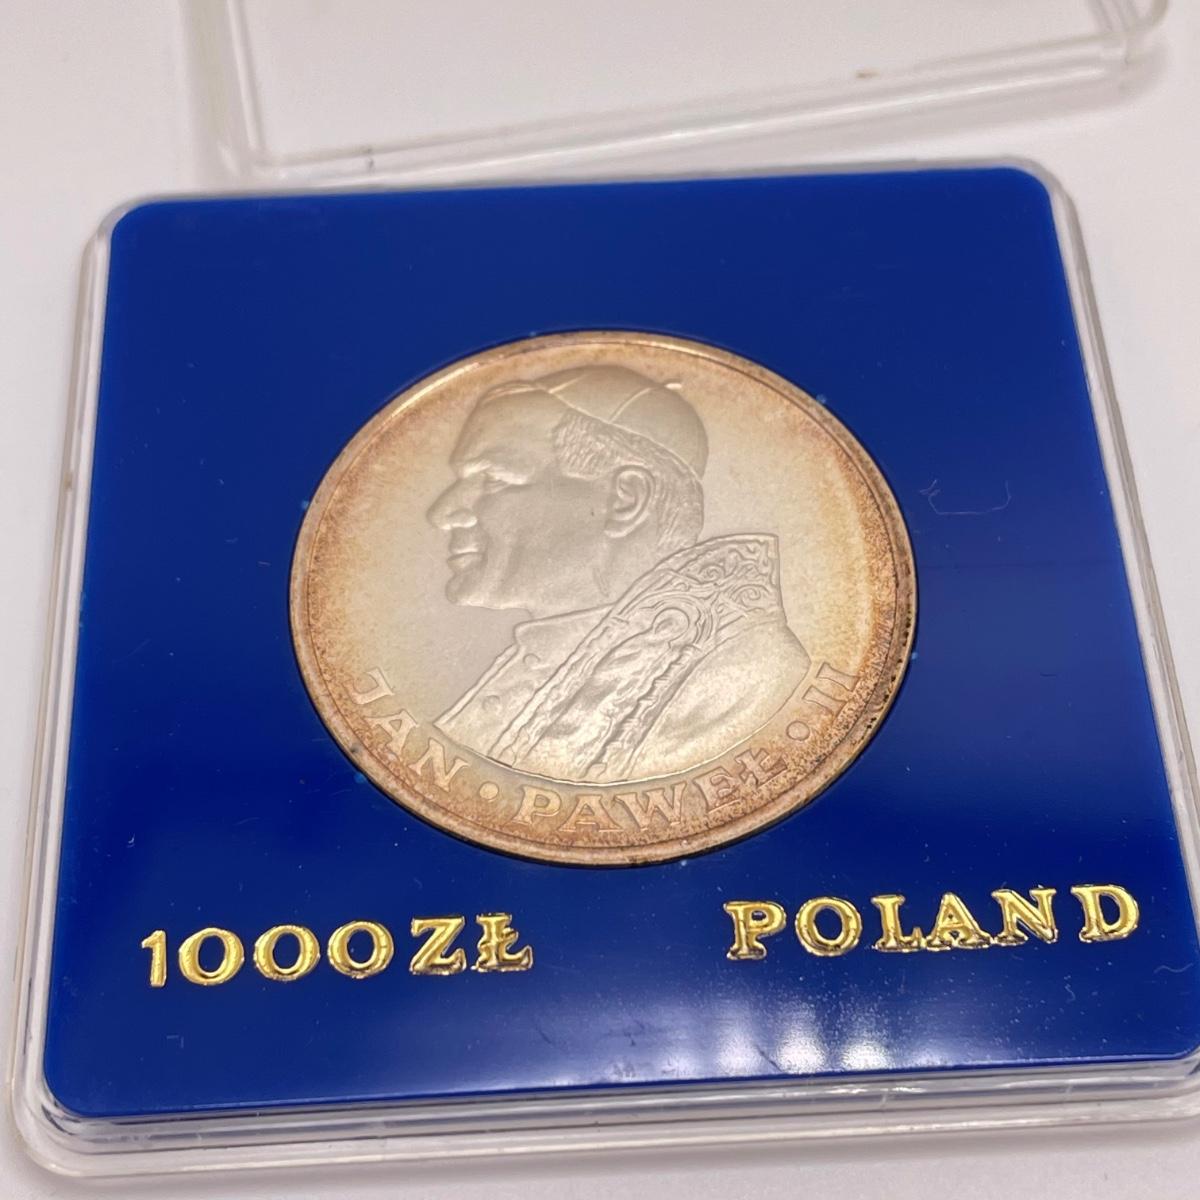 JAN · PAWEŁ · II
1000 ZŁ POLAND